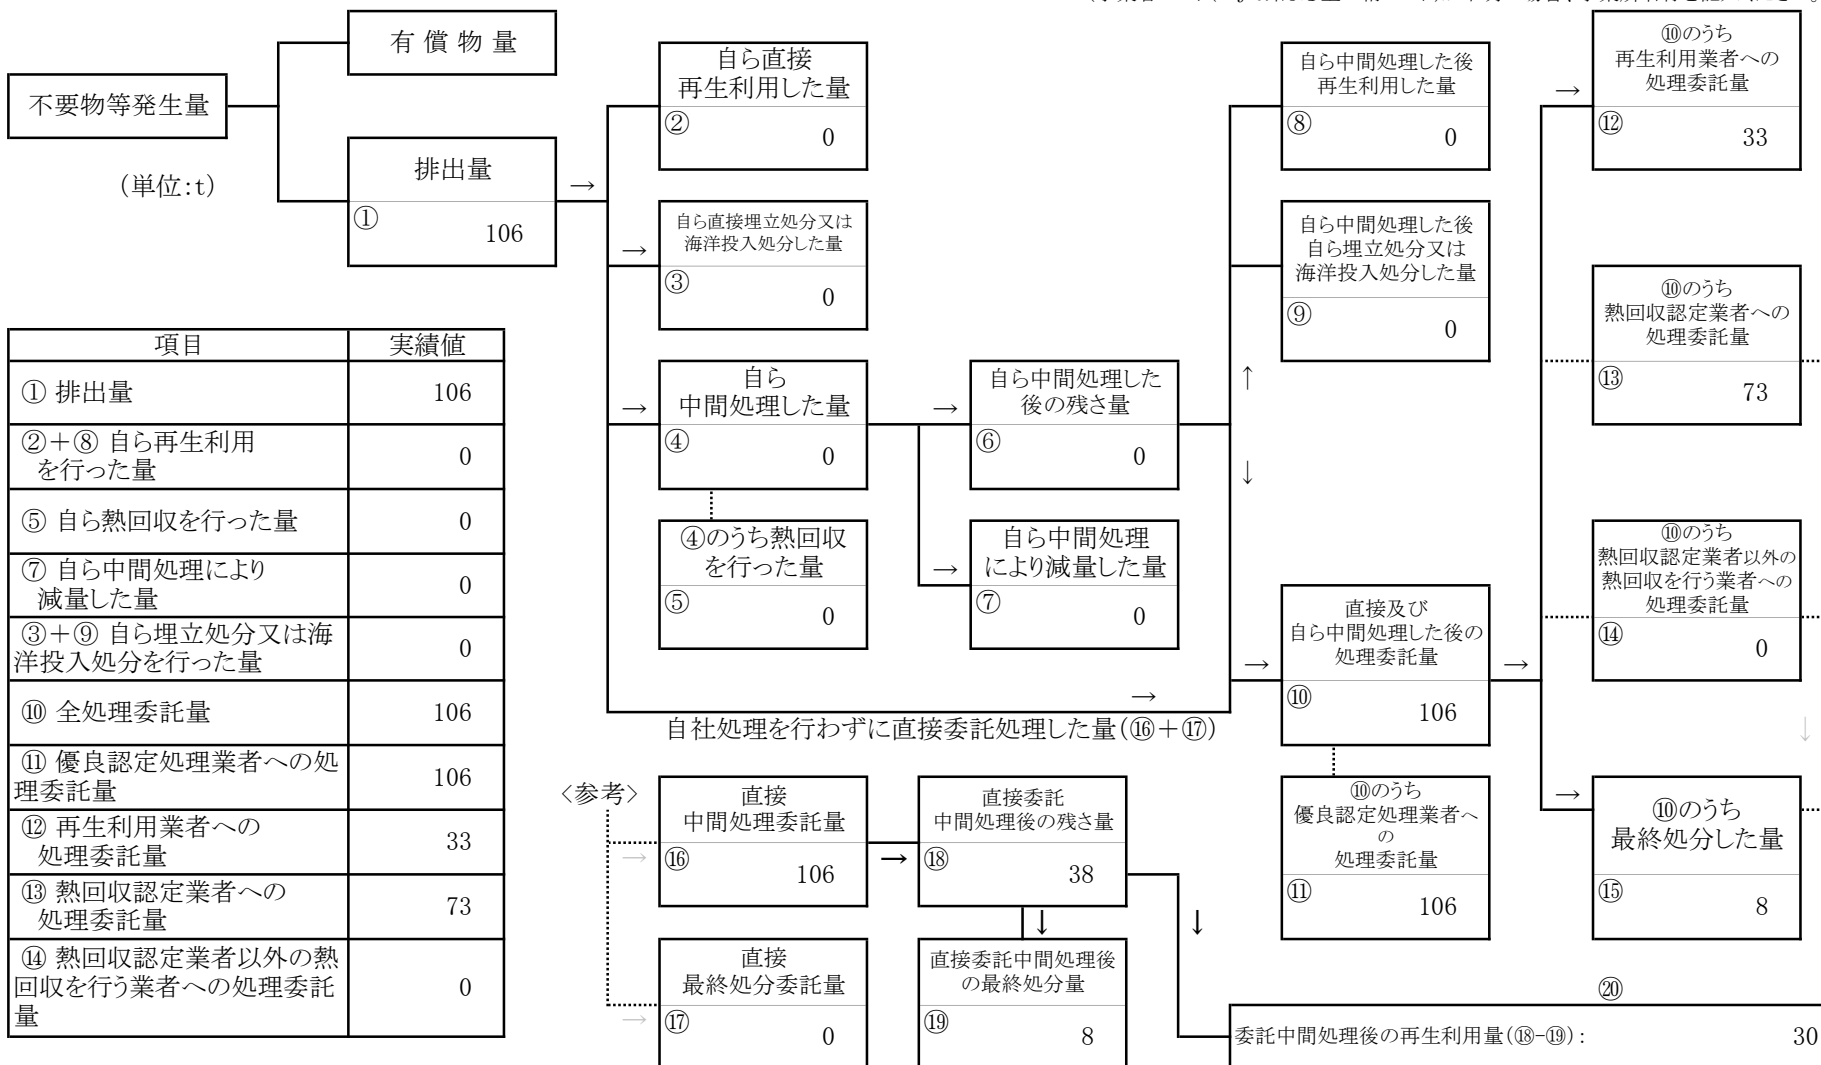 有償物量
不要物等発生量
(単位:t)
排出量
①
106
→
自ら直接
再生利用した量
②
0
→
自ら直接埋立処分又は
海洋投入処分した量
③
0
→
自ら
中間処理した量
④
0
④のうち熱回収
を行った量
⑤
0
→
自ら中間処理した
後の残さ量
⑥
0
→
自ら中間処理
により減量した量
⑦
0
自ら中間処理した後
再生利用した量
⑧
0
自ら中間処理した後
自ら埋立処分又は
海洋投入処分した量
⑨
0
↑
↓
→
自社処理を行わずに直接委託処理した量(⑯+⑰)
→
直接及び
自ら中間処理した後の
処理委託量
⑩
106
→
⑩のうち
優良認定処理業者へ
の
処理委託量
⑪
106
→
⑩のうち
再生利用業者への
処理委託量
⑫
33
⑩のうち
熱回収認定業者への
処理委託量
⑬
73
⑩のうち
熱回収認定業者以外の
熱回収を行う業者への
処理委託量
⑭
0
↓
→
⑩のうち
最終処分した量
⑮
8
項目 実績値
① 排出量 106
②+⑧ 自ら再生利用
を行った量 0
⑤ 自ら熱回収を行った量 0
⑦ 自ら中間処理により
減量した量 0
③+⑨ 自ら埋立処分又は海
洋投入処分を行った量 0
⑩ 全処理委託量 106
⑪ 優良認定処理業者への処
理委託量 106
⑫ 再生利用業者への
処理委託量 33
⑬ 熱回収認定業者への
処理委託量 73
⑭ 熱回収認定業者以外の熱
回収を行う業者への処理委託
量 0
〈参考〉
→
直接
中間処理委託量
⑯
106
→
直接委託
中間処理後の残さ量
⑱
38
↓
↓
→
直接
最終処分委託量
⑰
0
直接委託中間処理後
の最終処分量
⑲
8
⑳
委託中間処理後の再生利用量(⑱-⑲): 30